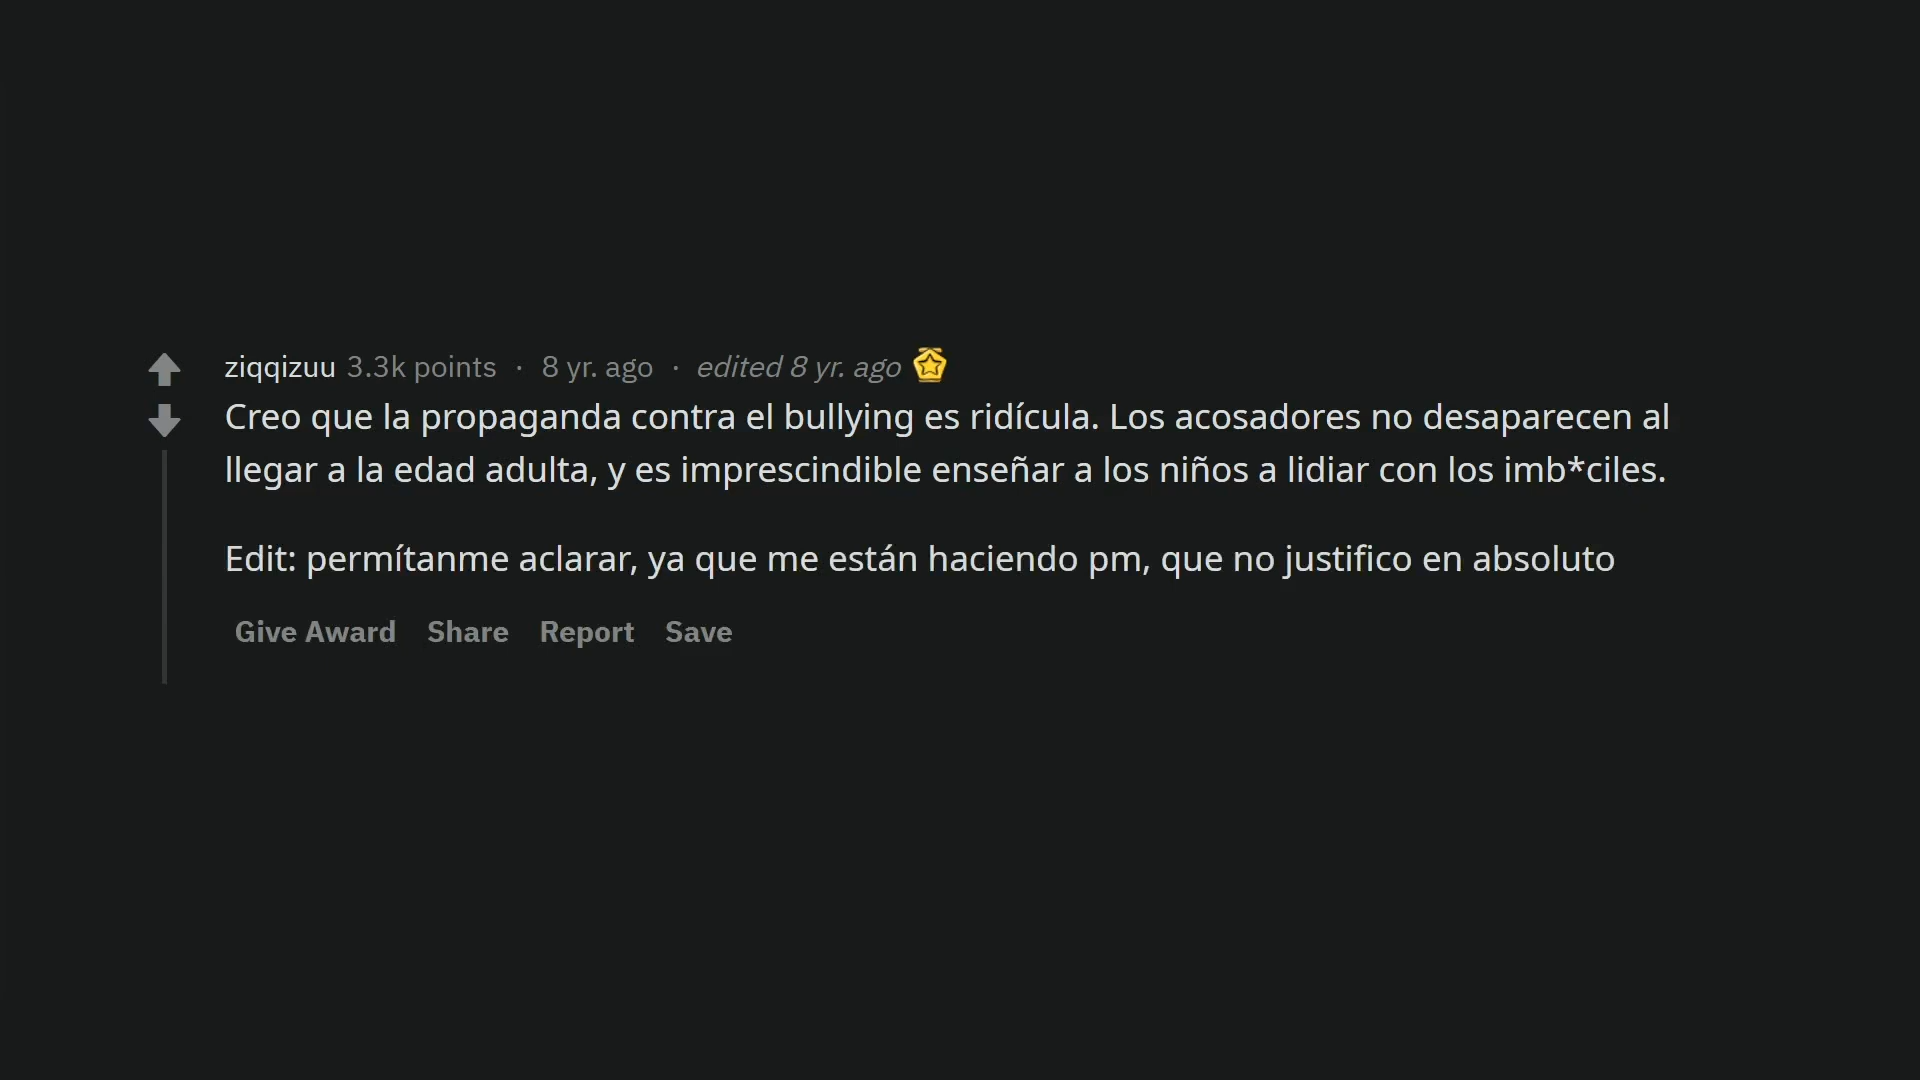 ziqqizuu 3.3k points · 8 yr. ago · edited 8 yr. ago
Creo que la propaganda contra el bullying es ridícula. Los acosadores no desaparecen al
llegar a la edad adulta, y es imprescindible enseñar a los niños a lidiar con los imb*ciles.
Edit: permítanme aclarar, ya que me están haciendo pm, que no justifico en absoluto
Give Award Share Report Save